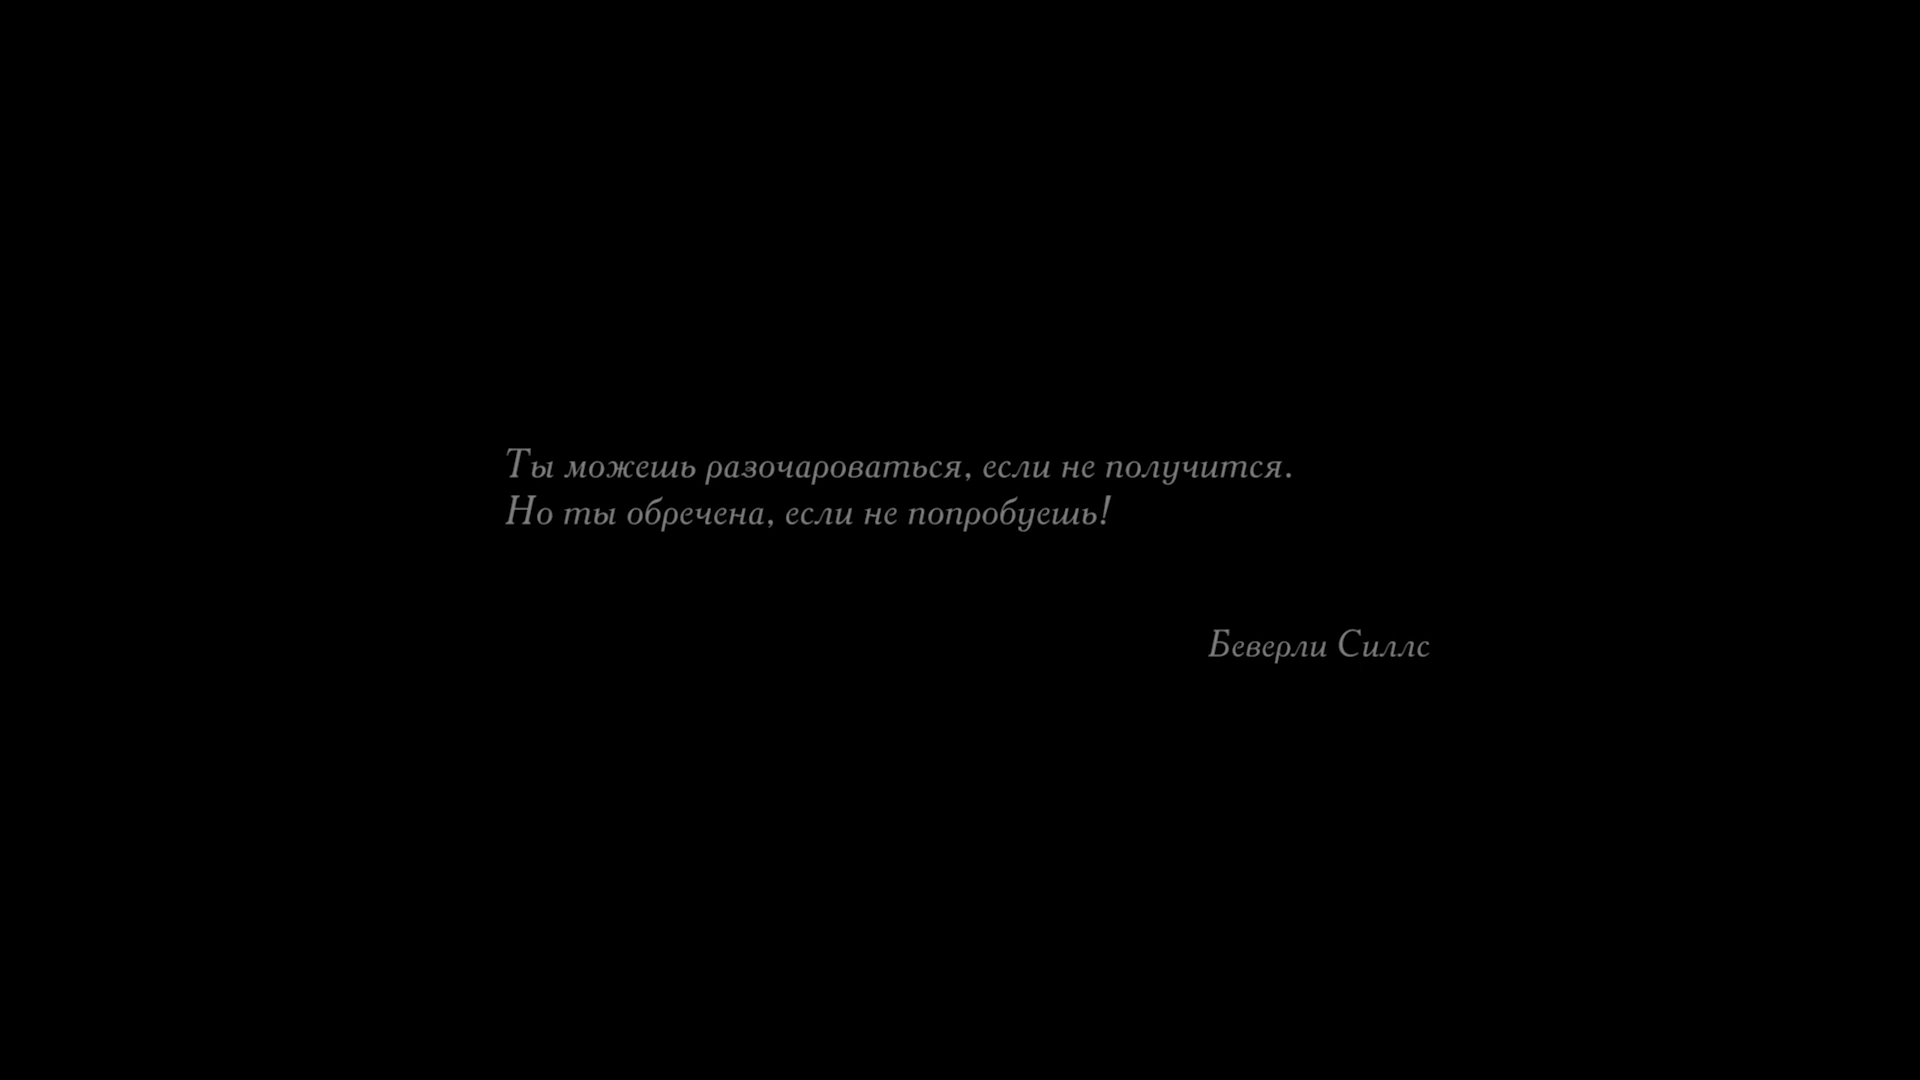 Ты можешь разочароваться, если не получится.
Но ты обречена, если не попробуешь!
Беверли Силлс